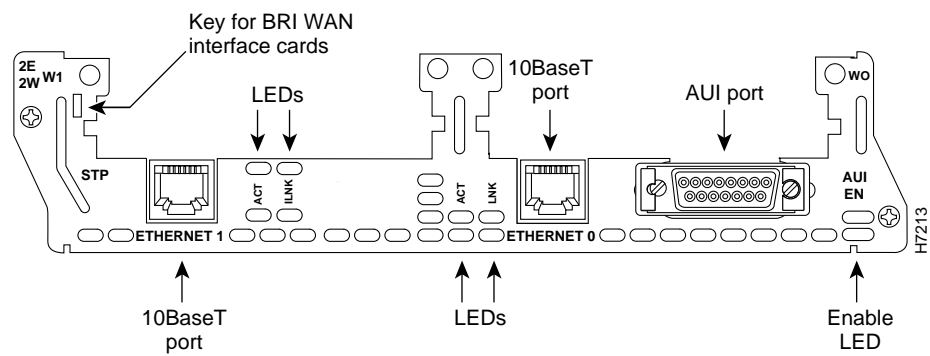 Key for BRI WAN
interface cards
2E
2W W1
LEDs
10BaseT
port
AUI port
WO
STP
ACT
ILNK
ACT
LNK
AUI
EN
ETHERNET 1
ETHERNET 0
H7213
10BaseT
port
LEDs
Enable
LED